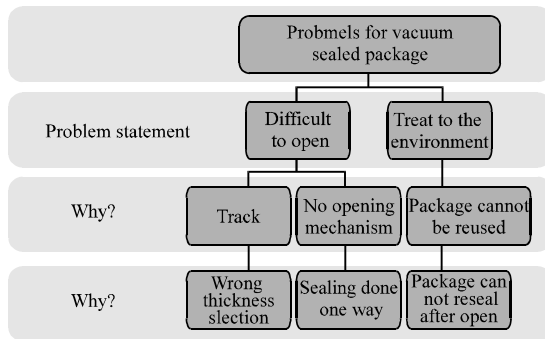 Probmels for vacuum
sealed package
Problem statement
Difficult
to open
Treat to the
environment
Why?
Track
No opening
mechanism
Package cannot
be reused
Why?
Wrong
thickness
slection
Sealing done
one way
Package can
not reseal
after open